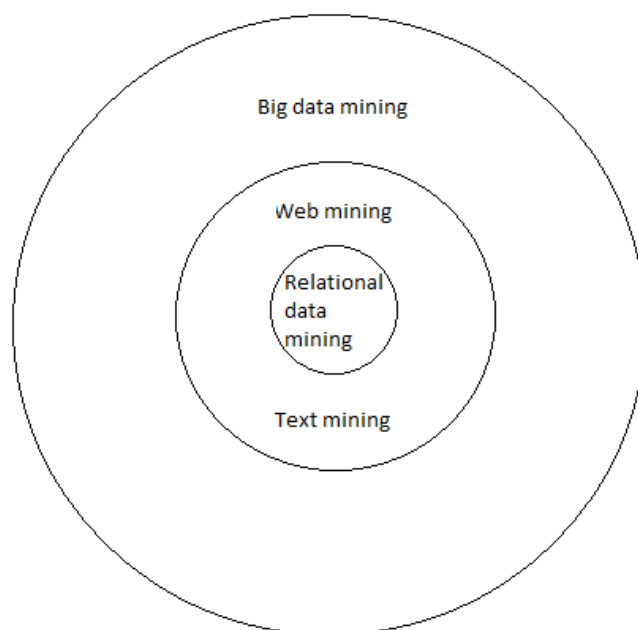 Big data mining
Web mining
Relational
data
mining
Text mining